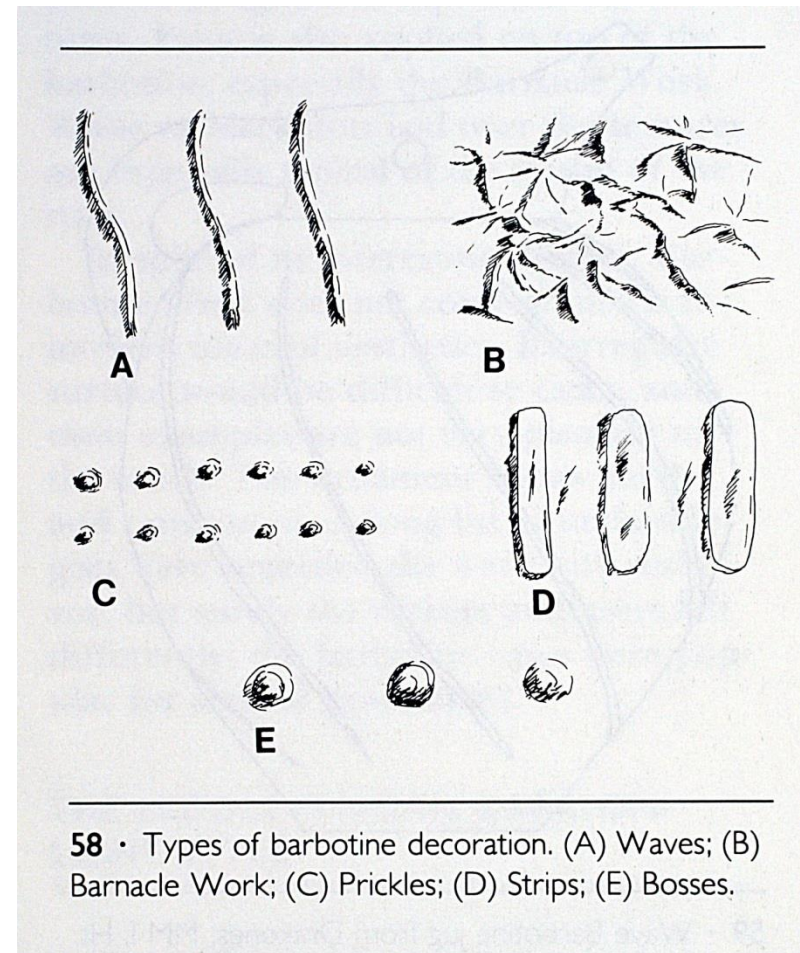 A
B
C
D
E
58 · Types of barbotine decoration. (A) Waves; (B)
Barnacle Work; (C) Prickles; (D) Strips; (E) Bosses.